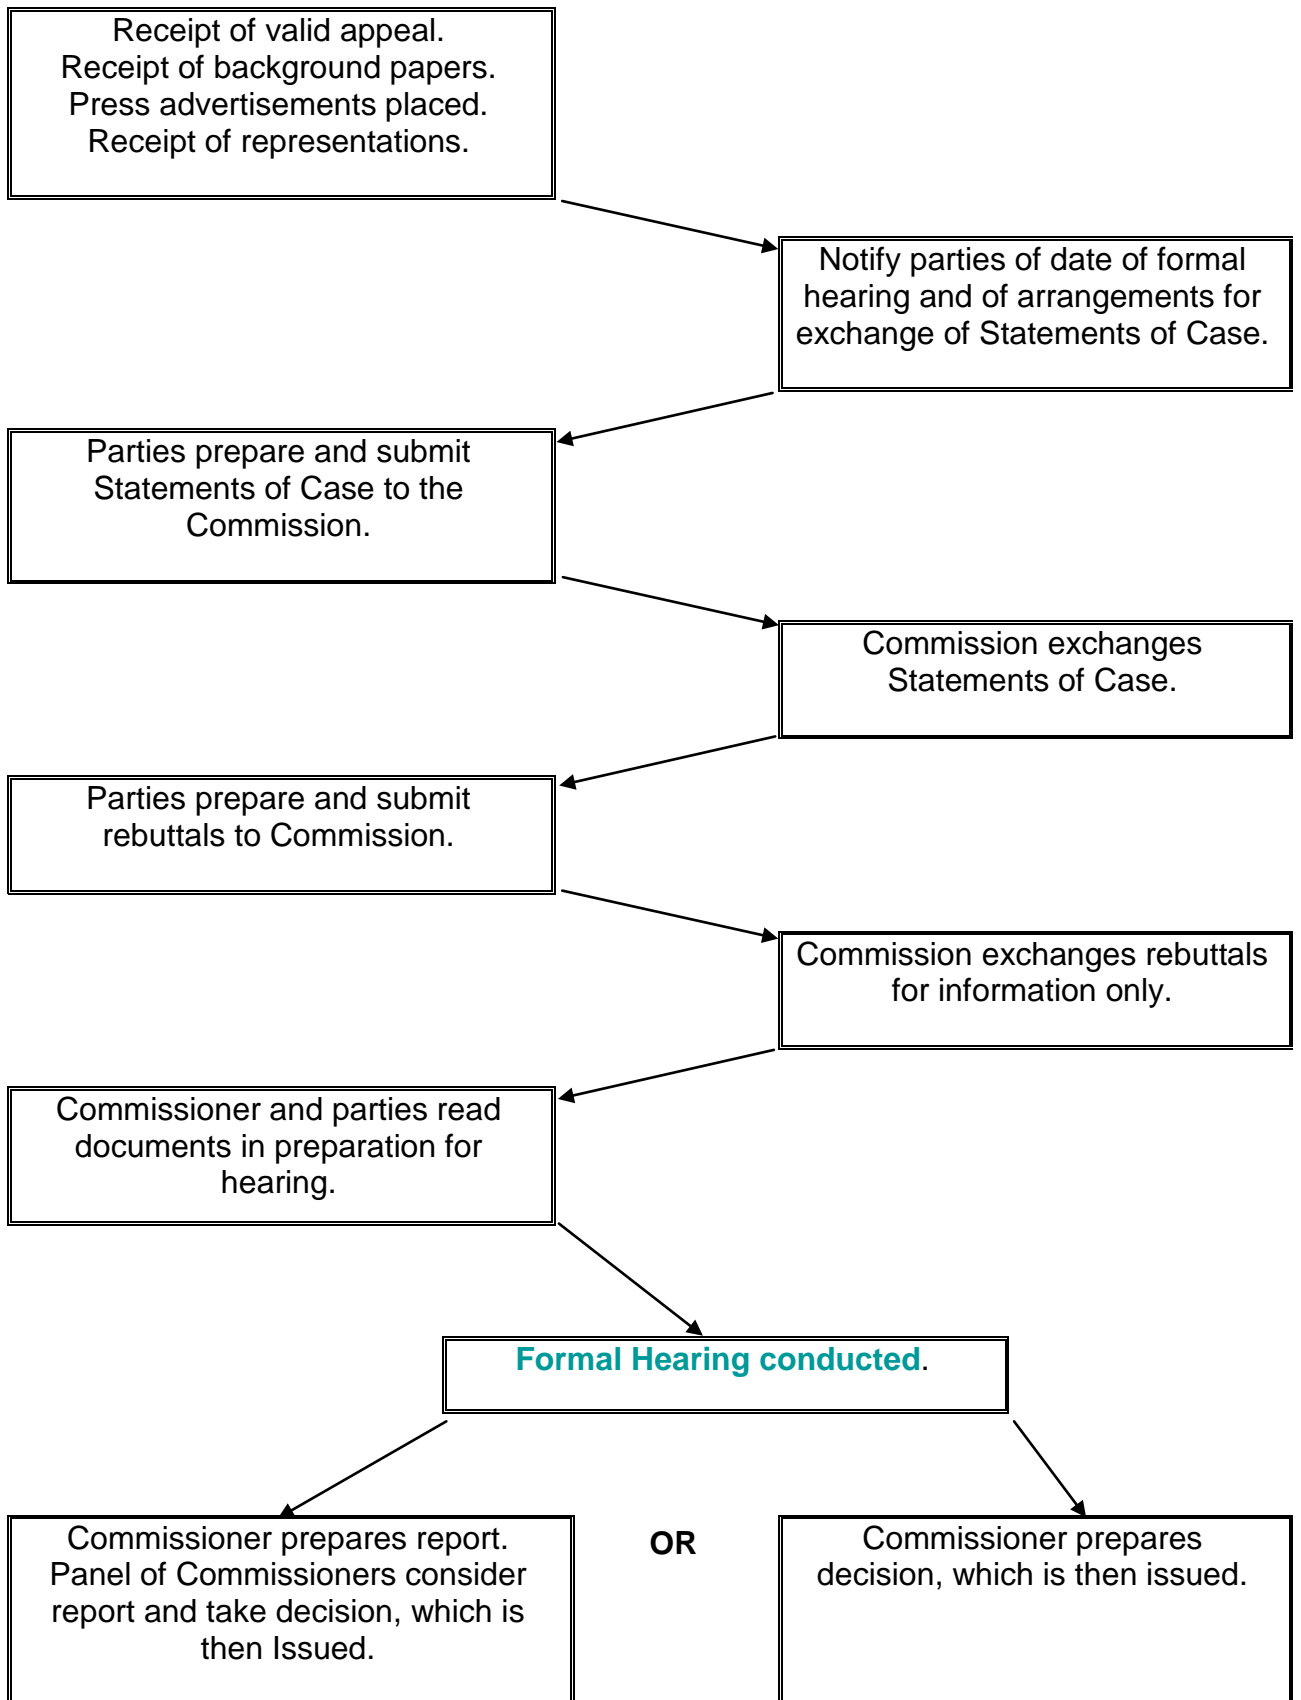 Receipt of valid appeal.
Receipt of background papers.
Press advertisements placed.
Receipt of representations.
Notify parties of date of formal
hearing and of arrangements for
exchange of Statements of Case.
Parties prepare and submit
Statements of Case to the
Commission.
Commission exchanges
Statements of Case.
Parties prepare and submit
rebuttals to Commission.
Commission exchanges rebuttals
for information only.
Commissioner and parties read
documents in preparation for
hearing.
Formal Hearing conducted.
Commissioner prepares report.
Panel of Commissioners consider
report and take decision, which is
then Issued.
OR
Commissioner prepares
decision, which is then issued.